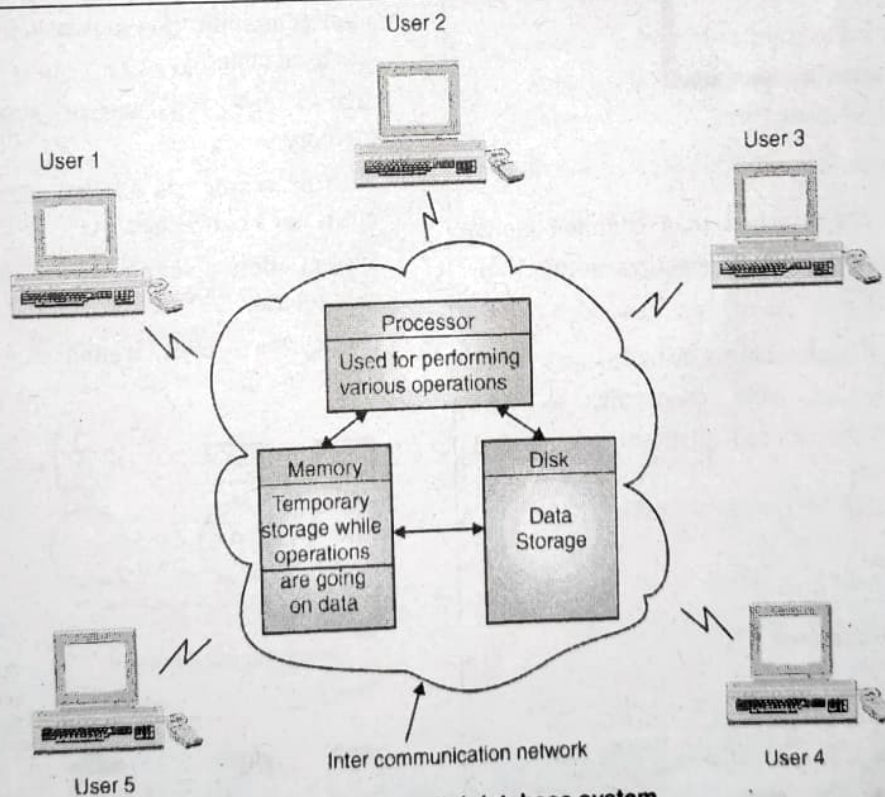 User 2
User 1
User 3
Processor
Used for performing
various operations
Memory
Temporary
storage while
operations
are going
on data
Disk
Data
Storage
Inter communication network
User 5
User 4
database system